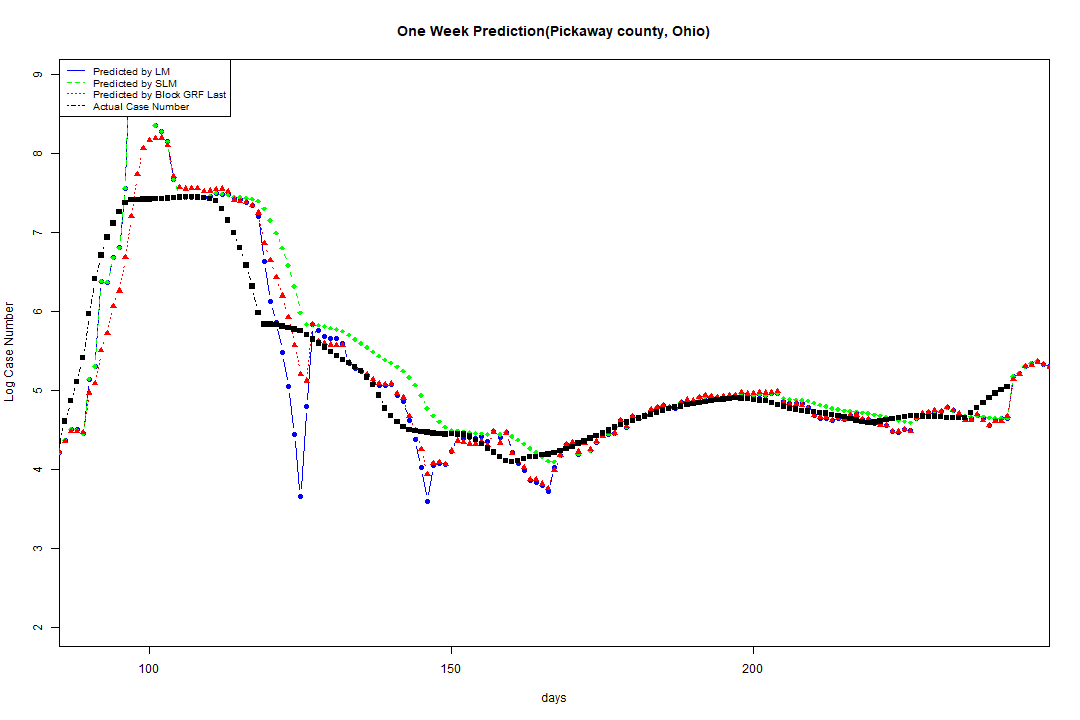 One Week Prediction(Pickaway county, Ohio)
Predicted by LM
Predicted by SLM
Predicted by Block GRF Last
Actual Case Number
9
8
7
6
5
4
3
2
Log Case Number
100 150 200
days